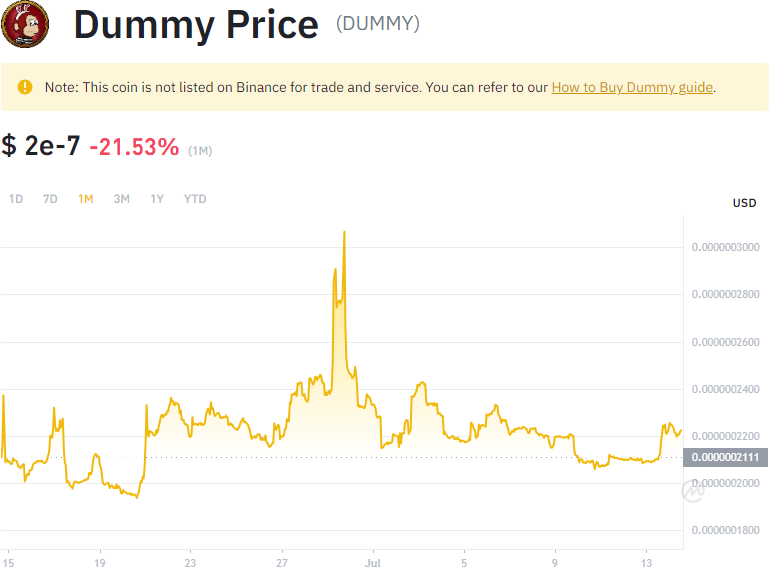 Dummy Price (DUMMY)
Note: This coin is not listed on Binance for trade and service. You can refer to our How to Buy Dummy guide.
$ 2e-7 -21.53% (1M)
1D 7D 1M 3M 1Y YTD
USD
0.0000003000
0.0000002800
0.0000002600
0.0000002400
0.0000002200
0.0000002111
0.0000002000
0.0000001800
15 19 23 27 Jul 5 9 13